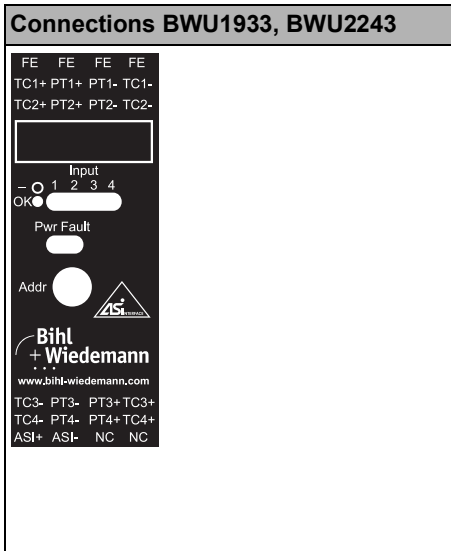 Connections BWU1933, BWU2243
FE FE FE FE
TC1+ PT1+ PT1- TC1-
TC2+ PT2+ PT2- TC2-
Input
– 1 2 3 4
OK
Pwr Fault
Addr
ASi
INTERFACE
Bihl
+ Wiedemann
www.bihl-wiedemann.com
TC3- PT3- PT3+ TC3+
TC4- PT4- PT4+ TC4+
ASI+ ASI- NC NC